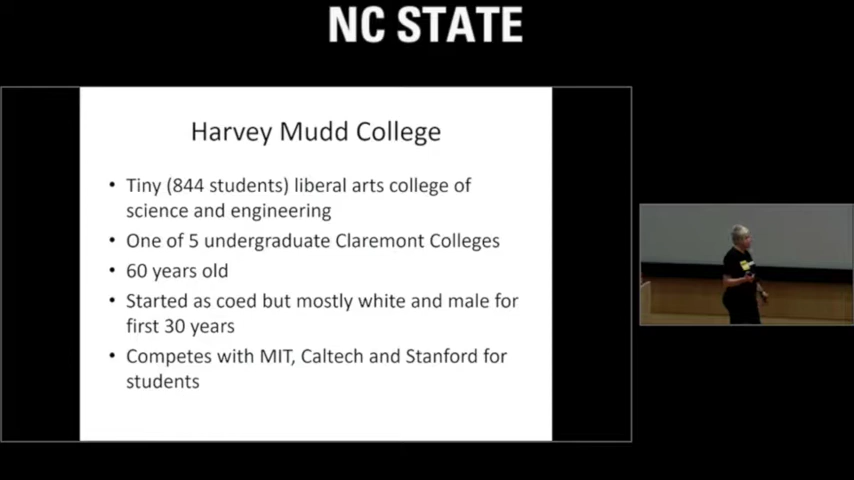 NC STATE
Harvey Mudd College
• Tiny (844 students) liberal arts college of
science and engineering
• One of 5 undergraduate Claremont Colleges
• 60 years old
• Started as coed but mostly white and male for
first 30 years
• Competes with MIT, Caltech and Stanford for
students